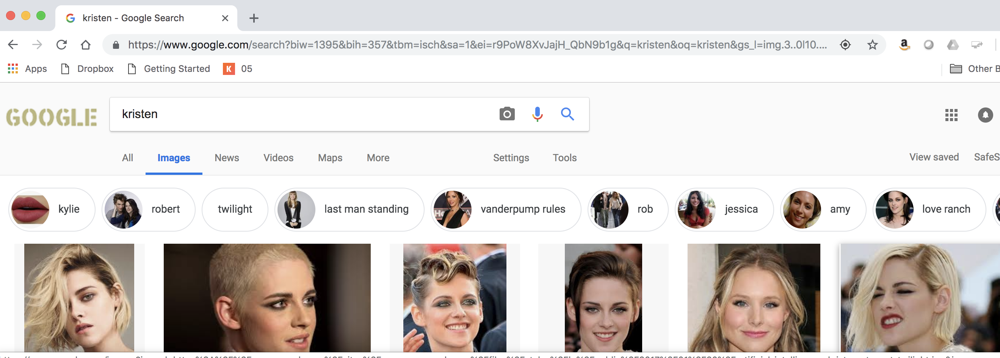 kristen - Google Search
https://www.google.com/search?biw=1395&bih=357&tbm=isch&sa=1&ei=r9PoW8XvJajH_QbN9b1g&q=kristen&oq=kristen&gs_l=img.3..0l10....
Apps Dropbox Getting Started K 05 Other B
GOOGLE kristen
All Images News Videos Maps More Settings Tools View saved SafeS
kylie robert twilight last man standing vanderpump rules rob jessica amy love ranch